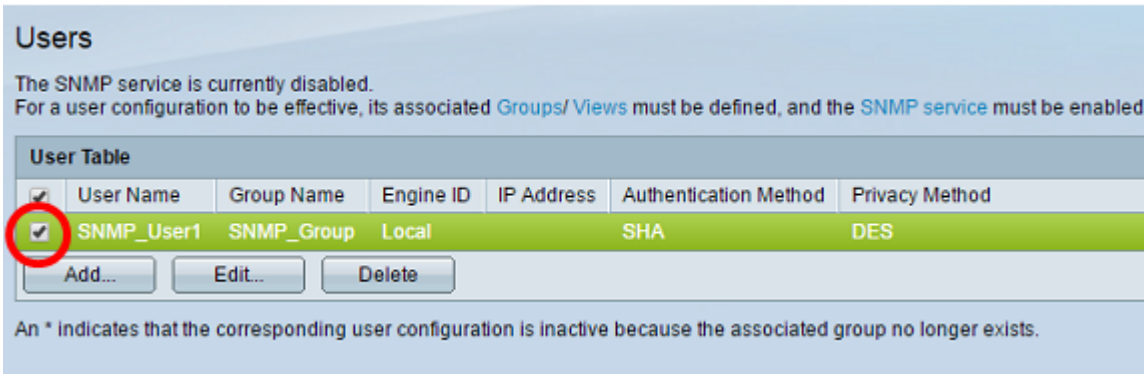 Users
The SNMP service is currently disabled.
For a user configuration to be effective, its associated Groups/ Views must be defined, and the SNMP service must be enabled
User Table
User Name Group Name Engine ID IP Address Authentication Method Privacy Method
SNMP_User1 SNMP_Group Local SHA DES
Add... Edit... Delete
An * indicates that the corresponding user configuration is inactive because the associated group no longer exists.